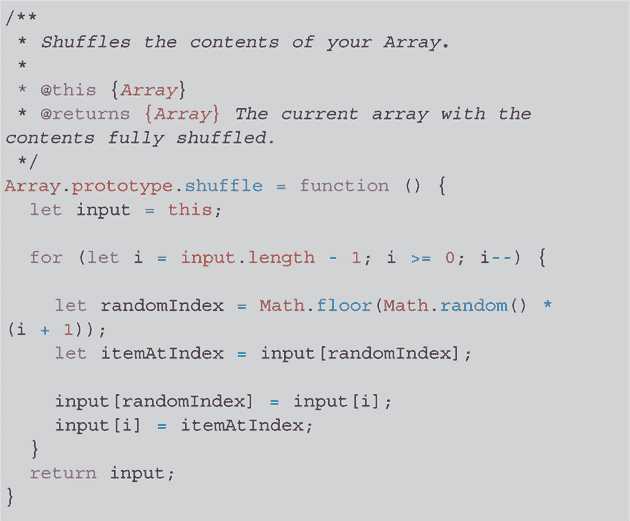 /**
 * Shuffles the contents of your Array.
 *
 * @this {Array}
 * @returns {Array} The current array with the
contents fully shuffled.
 */
Array.prototype.shuffle = function () {
  let input = this;

  for (let i = input.length - 1; i >= 0; i--) {

    let randomIndex = Math.floor(Math.random() *
(i + 1));
    let itemAtIndex = input[randomIndex];

    input[randomIndex] = input[i];
    input[i] = itemAtIndex;
  }
  return input;
}